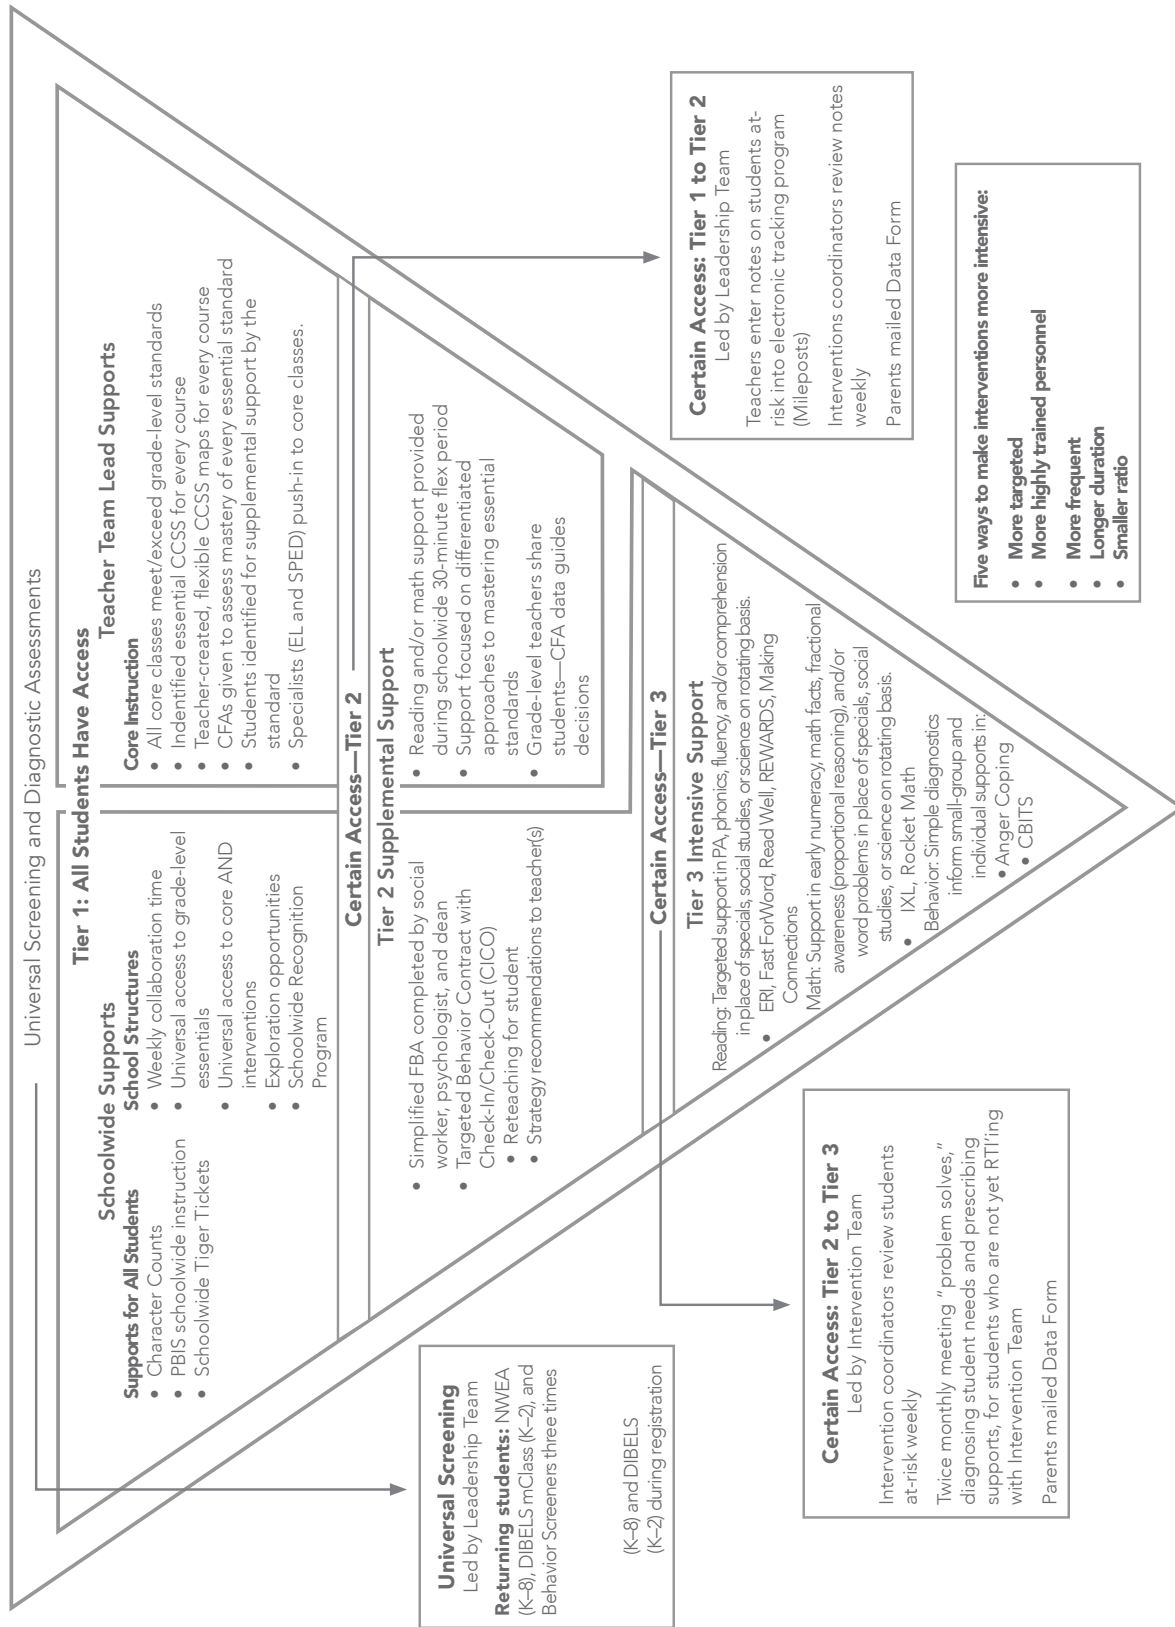 Universal Screening and Diagnostic Assessments
Tier 1: All Students Have Access
Schoolwide Supports
Supports for All Students
• Character Counts
• PBIS schoolwide instruction
• Schoolwide Tiger Tickets
School Structures
• Weekly collaboration time
• Universal access to grade-level
essentials
• Universal access to core AND
interventions
• Exploration opportunities
• Schoolwide Recognition
Program
Teacher Team Lead Supports
Core Instruction
• All core classes meet/exceed grade-level standards
• Indentified essential CCSS for every course
• Teacher-created, flexible CCSS maps for every course
• CFAs given to assess mastery of every essential standard
• Students identified for supplemental support by the
standard
• Specialists (EL and SPED) push-in to core classes.
Certain Access—Tier 2
Tier 2 Supplemental Support
• Simplified FBA completed by social
worker, psychologist, and dean
• Targeted Behavior Contract with
Check-In/Check-Out (CICO)
• Reteaching for student
• Strategy recommendations to teacher(s)
• Reading and/or math support provided
during schoolwide 30-minute flex period
• Support focused on differentiated
approaches to mastering essential
standards
• Grade-level teachers share
students—CFA data guides
decisions
Certain Access—Tier 3
Tier 3 Intensive Support
Reading: Targeted support in PA, phonics, fluency, and/or comprehension
in place of specials, social studies, or science on rotating basis.
• ERI, Fast ForWord, Read Well, REWARDS, Making
Connections
Math: Support in early numeracy, math facts, fractional
awareness (proportional reasoning), and/or
word problems in place of specials, social
studies, or science on rotating basis.
• IXL, Rocket Math
Behavior: Simple diagnostics
inform small-group and
individual supports in:
• Anger Coping
• CBITS
Universal Screening
Led by Leadership Team
Returning students: NWEA
(K–8), DIBELS mClass (K–2), and
Behavior Screeners three times
(K–8) and DIBELS
(K–2) during registration
Certain Access: Tier 1 to Tier 2
Led by Leadership Team
Teachers enter notes on students at-
risk into electronic tracking program
(Mileposts)
Interventions coordinators review notes
weekly
Parents mailed Data Form
Certain Access: Tier 2 to Tier 3
Led by Intervention Team
Intervention coordinators review students
at-risk weekly
Twice monthly meeting "problem solves,"
diagnosing student needs and prescribing
supports, for students who are not yet RTI'ing
with Intervention Team
Parents mailed Data Form
Five ways to make interventions more intensive:
• More targeted
• More highly trained personnel
• More frequent
• Longer duration
• Smaller ratio